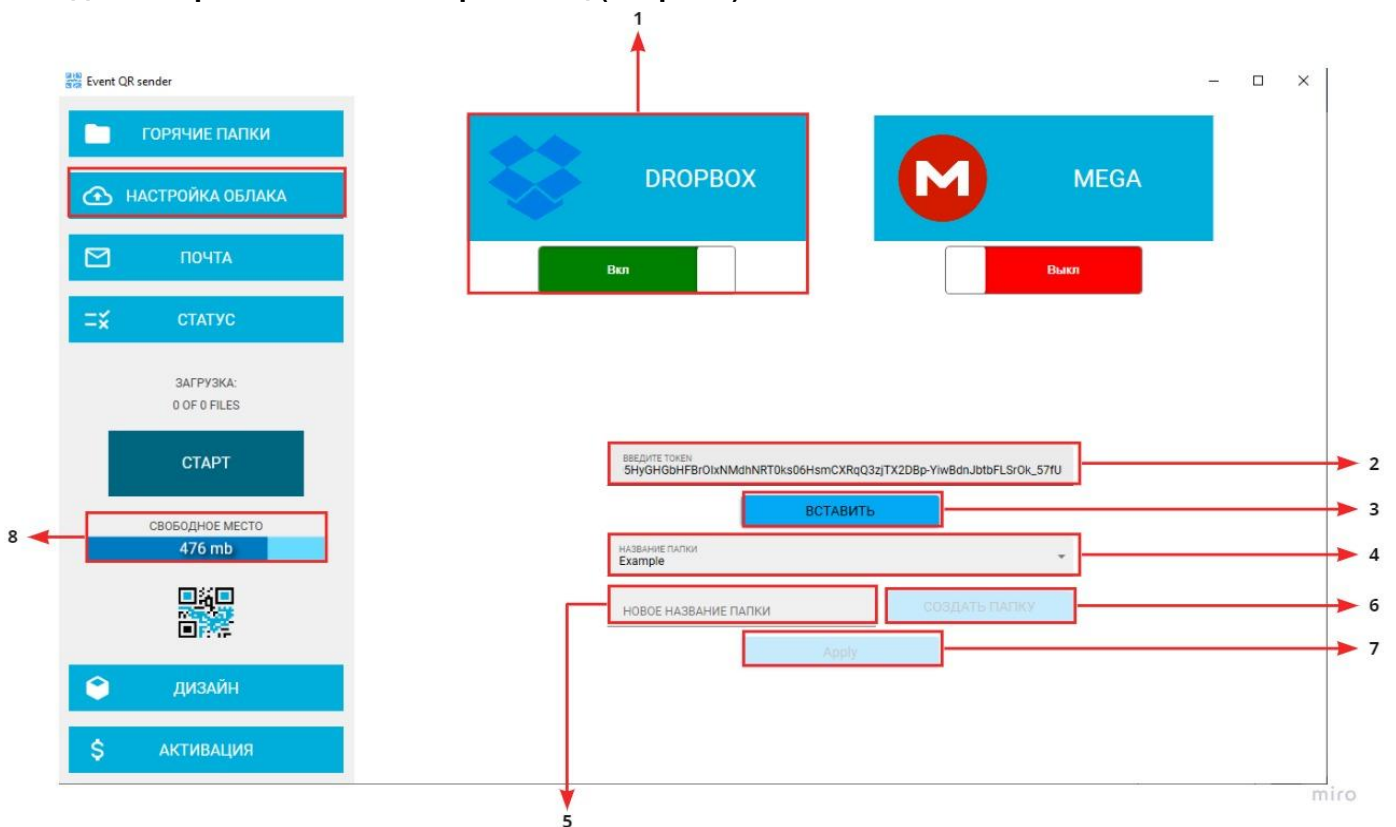 1
Event QR sender
ГОРЯЧИЕ ПАПКИ
НАСТРОЙКА ОБЛАКА
ПОЧТА
СТАТУС
ЗАГРУЗКА:
0 OF 0 FILES
СТАРТ
8
СВОБОДНОЕ МЕСТО
476 mb
ДИЗАЙН
АКТИВАЦИЯ
DROPBOX
Вкл
MEGA
Выкл
ВВЕДИТЕ TOKEN
5HyGHGbHFBrOIxNMdhNRT0ks06HsmCXRqQ3zjTX2DBp-YiwBdnJbtbFLSrOk_57fU
2
ВСТАВИТЬ
3
НАЗВАНИЕ ПАПКИ
Example
4
НОВОЕ НАЗВАНИЕ ПАПКИ
СОЗДАТЬ ПАПКУ
6
Apply
7
5
miro